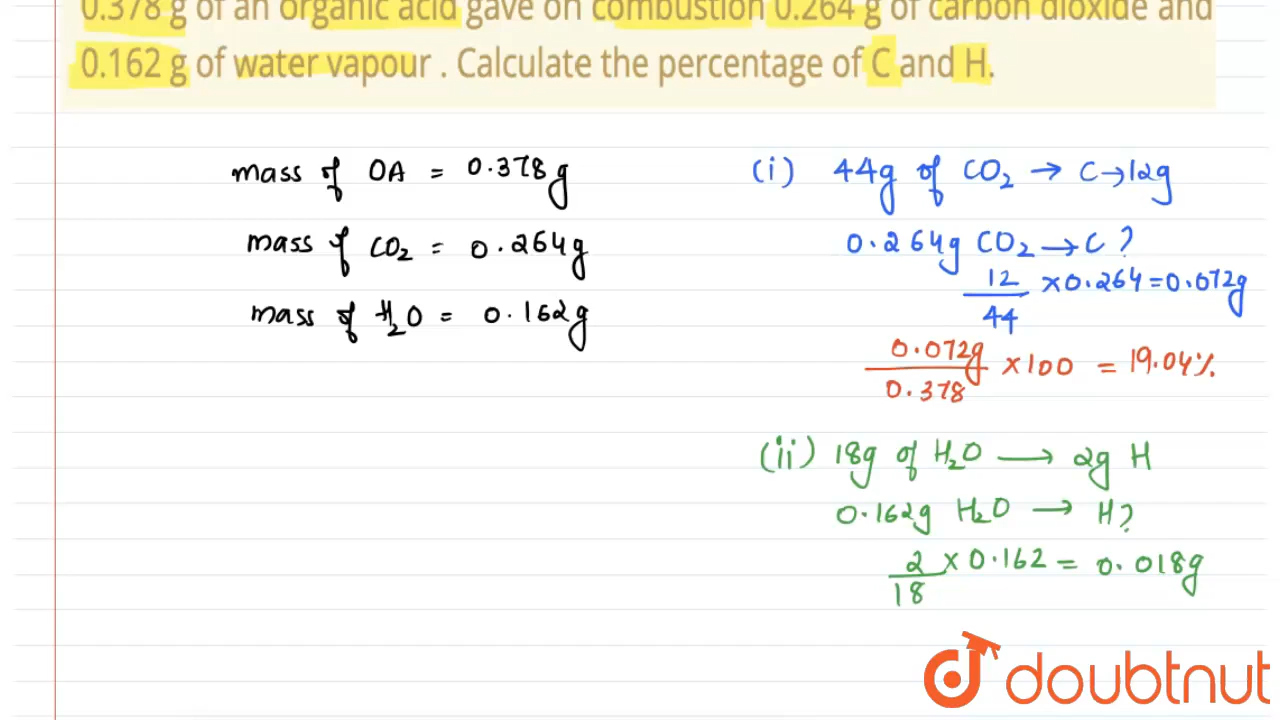 0.378 g of an organic acid gave on combustion 0.264 g of carbon dioxide and
0.162 g of water vapour . Calculate the percentage of C and H.
mass of OA = 0.378g
mass of CO₂ = 0.264g
mass of H₂O = 0.162g
(i) 44g of CO₂ → C→12g
0.264g CO₂ → C ?
12/44 × 0.264 = 0.072g
0.072g/0.378 × 100 = 19.04%
(ii) 18g of H₂O → 2g H
0.162g H₂O → H?
2/18 × 0.162 = 0.018g
doubtnut